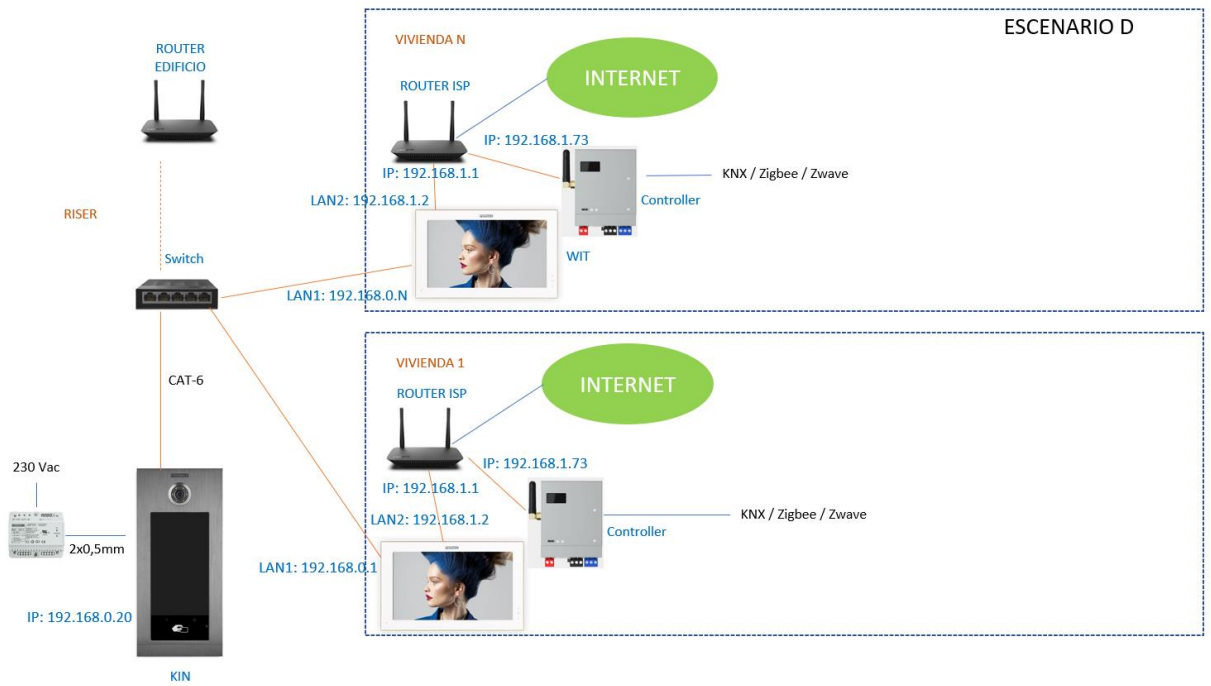 ESCENARIO D
VIVIENDA N
ROUTER
EDIFICIO
INTERNET
ROUTER ISP
IP: 192.168.1.73
IP: 192.168.1.1
KNX / Zigbee / Zwave
LAN2: 192.168.1.2
Controller
RISER
Switch
WIT
LAN1: 192.168.0.N
VIVIENDA 1
CAT-6
INTERNET
ROUTER ISP
IP: 192.168.1.73
230 Vac
IP: 192.168.1.1
KNX / Zigbee / Zwave
LAN2: 192.168.1.2
Controller
2x0,5mm
LAN1: 192.168.0.1
IP: 192.168.0.20
KIN